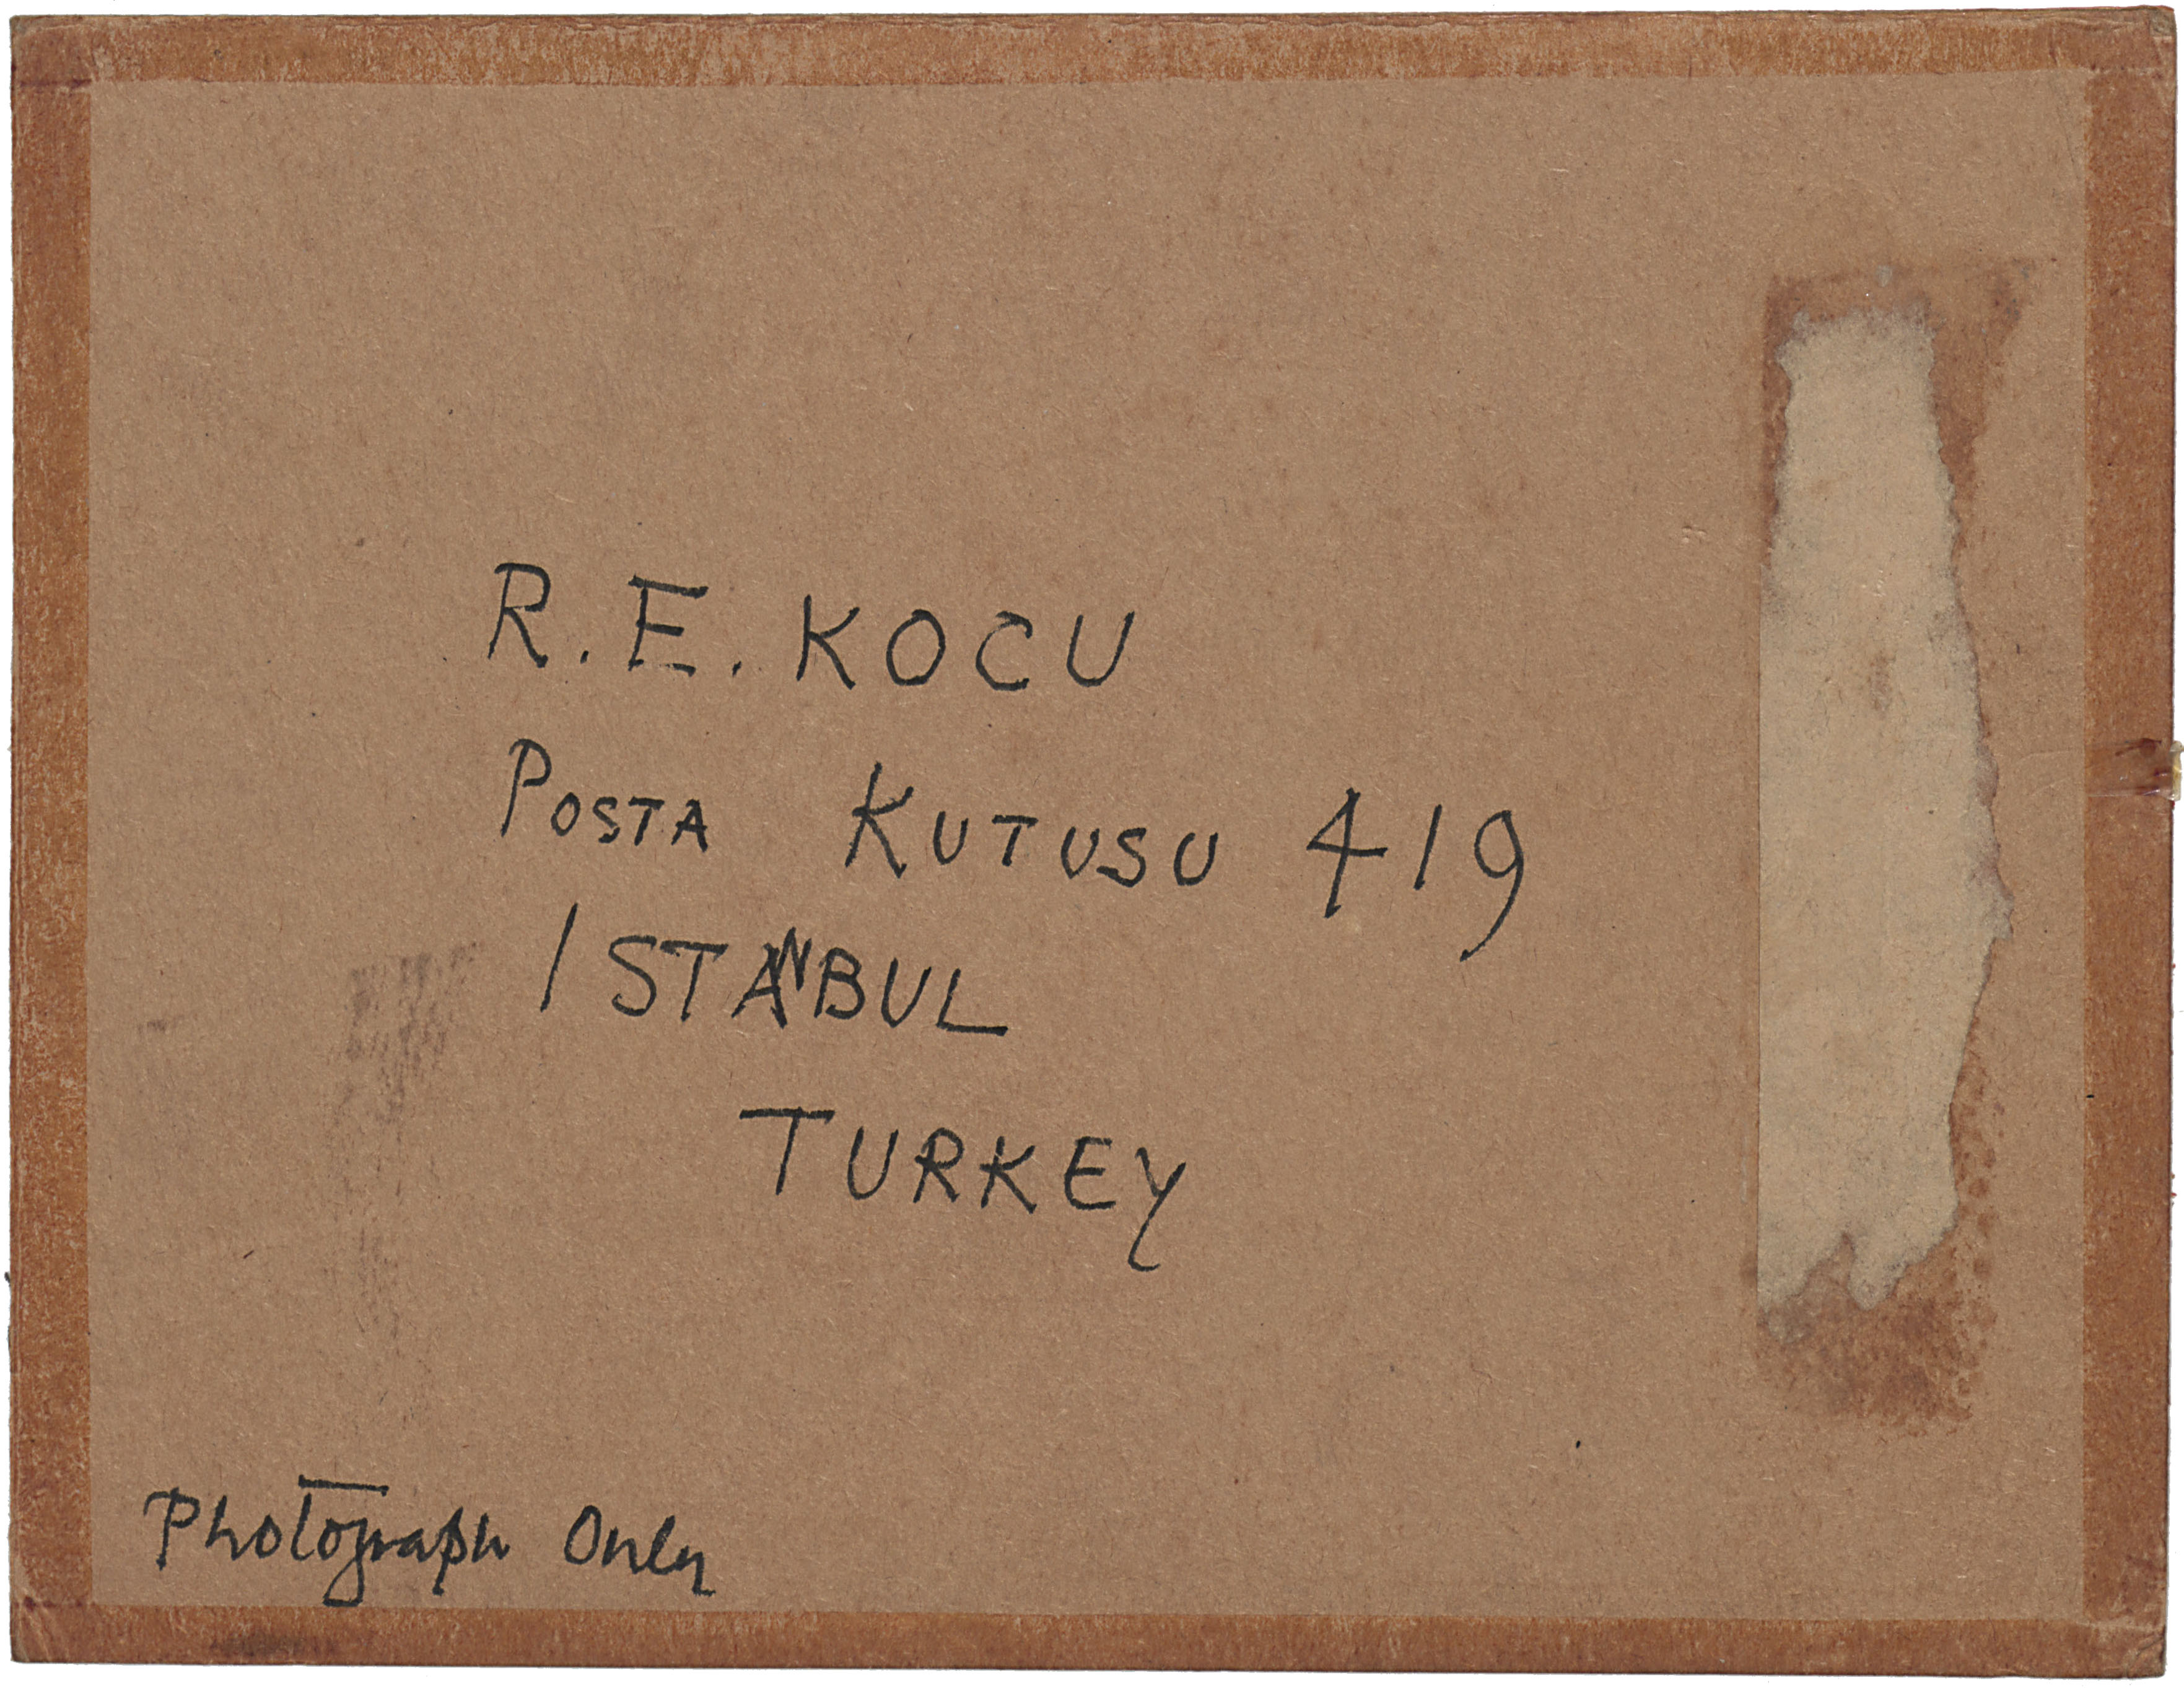 R. E. KOCU
POSTA KUTUSU 419
ISTANBUL
TURKEY
Photograph Only